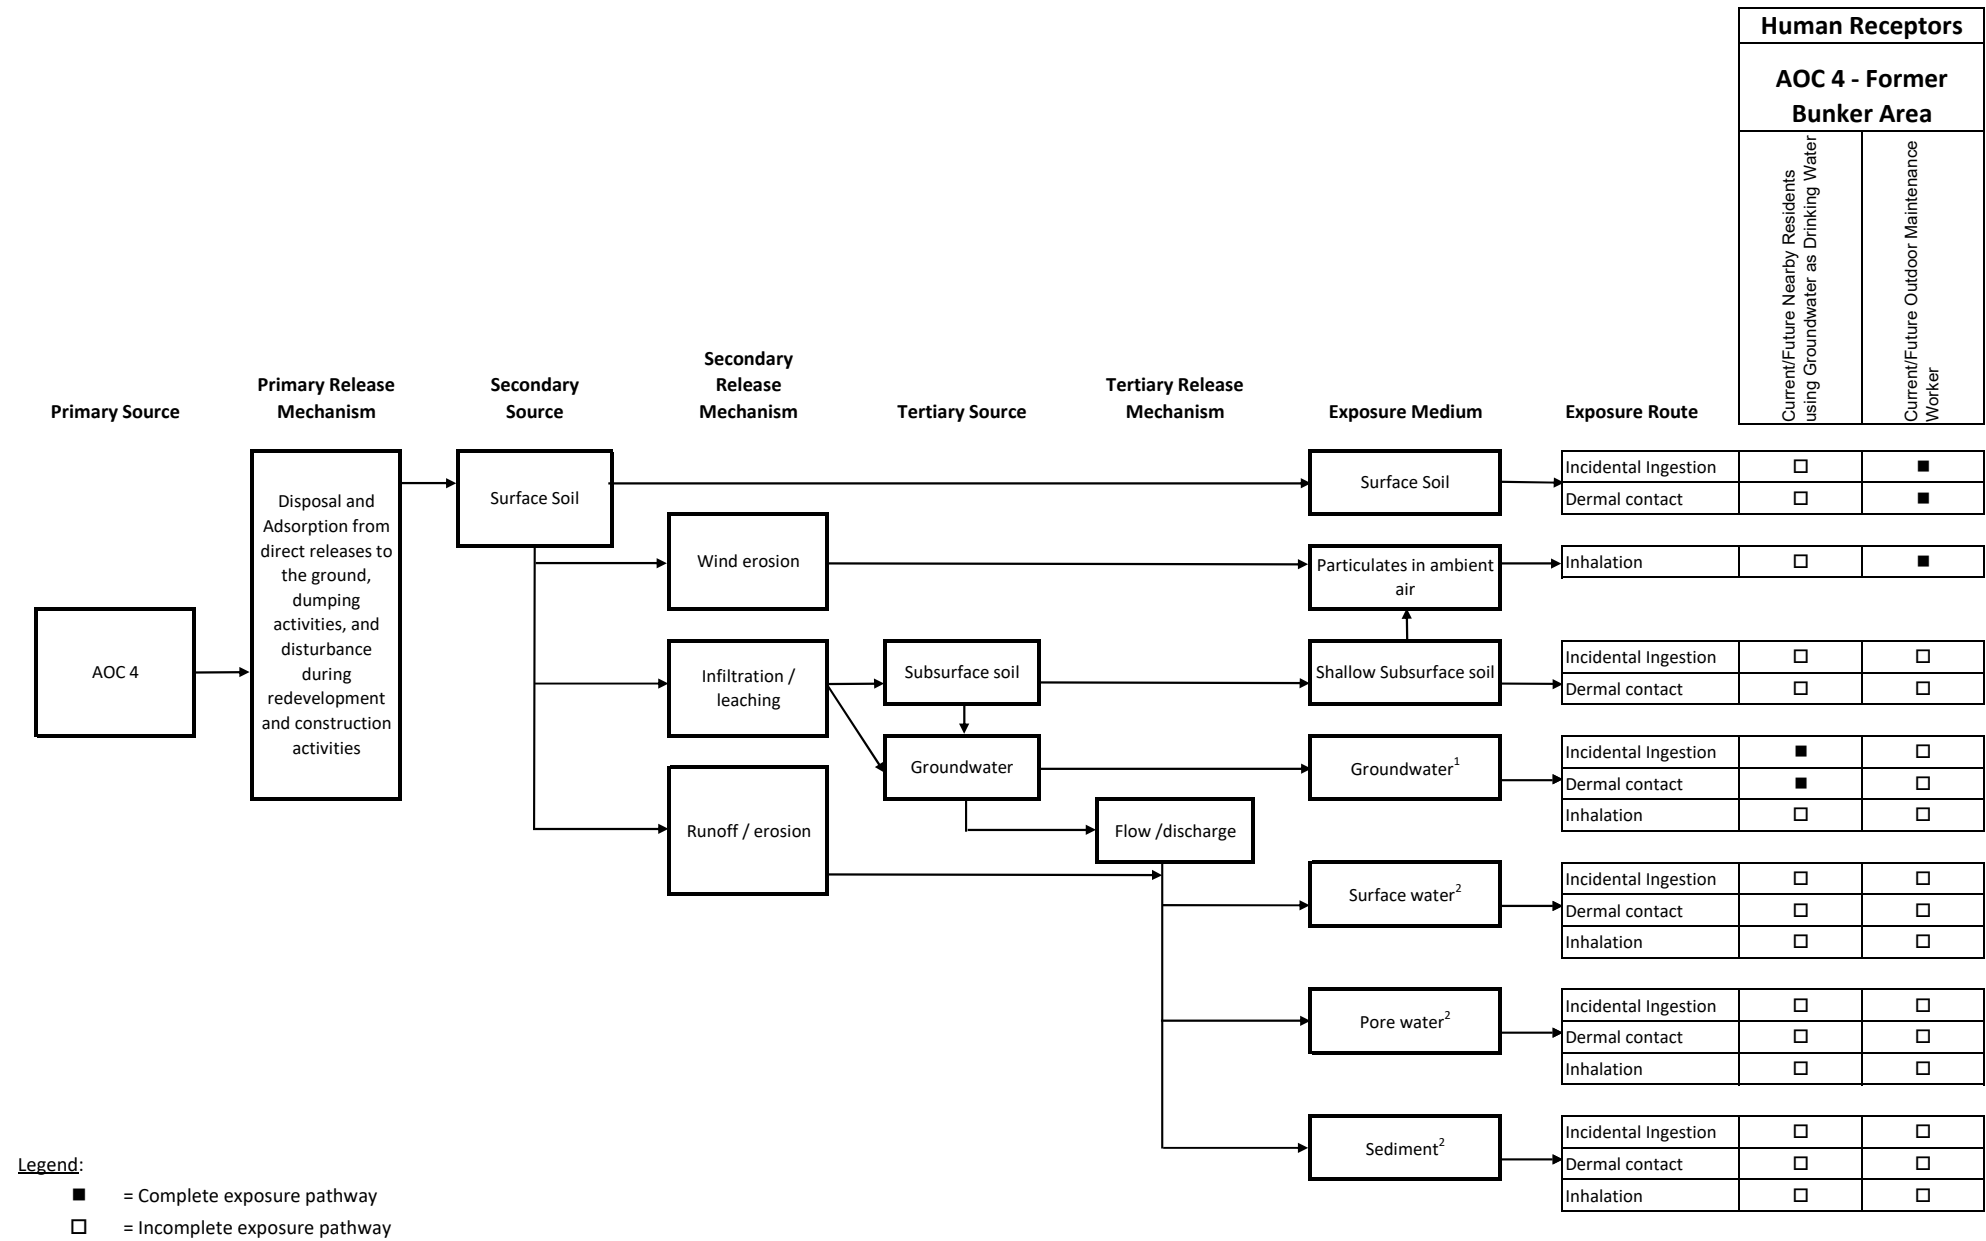 Human Receptors
AOC 4 - Former
Bunker Area
Current/Future Nearby Residents
using Groundwater as Drinking Water
Current/Future Outdoor Maintenance
Worker
Primary Source
Primary Release
Mechanism
Secondary
Source
Secondary
Release
Mechanism
Tertiary Source
Tertiary Release
Mechanism
Exposure Medium
Exposure Route
AOC 4
Disposal and
Adsorption from
direct releases to
the ground,
dumping
activities, and
disturbance
during
redevelopment
and construction
activities
Surface Soil
Wind erosion
Infiltration /
leaching
Runoff / erosion
Subsurface soil
Groundwater
Flow /discharge
Surface Soil
Incidental Ingestion □ ■
Dermal contact □ ■
Particulates in ambient
air
Inhalation □ ■
Shallow Subsurface soil
Incidental Ingestion □ □
Dermal contact □ □
Groundwater¹
Incidental Ingestion ■ □
Dermal contact ■ □
Inhalation □ □
Surface water²
Incidental Ingestion □ □
Dermal contact □ □
Inhalation □ □
Pore water²
Incidental Ingestion □ □
Dermal contact □ □
Inhalation □ □
Sediment²
Incidental Ingestion □ □
Dermal contact □ □
Inhalation □ □
Legend:
■ = Complete exposure pathway
□ = Incomplete exposure pathway